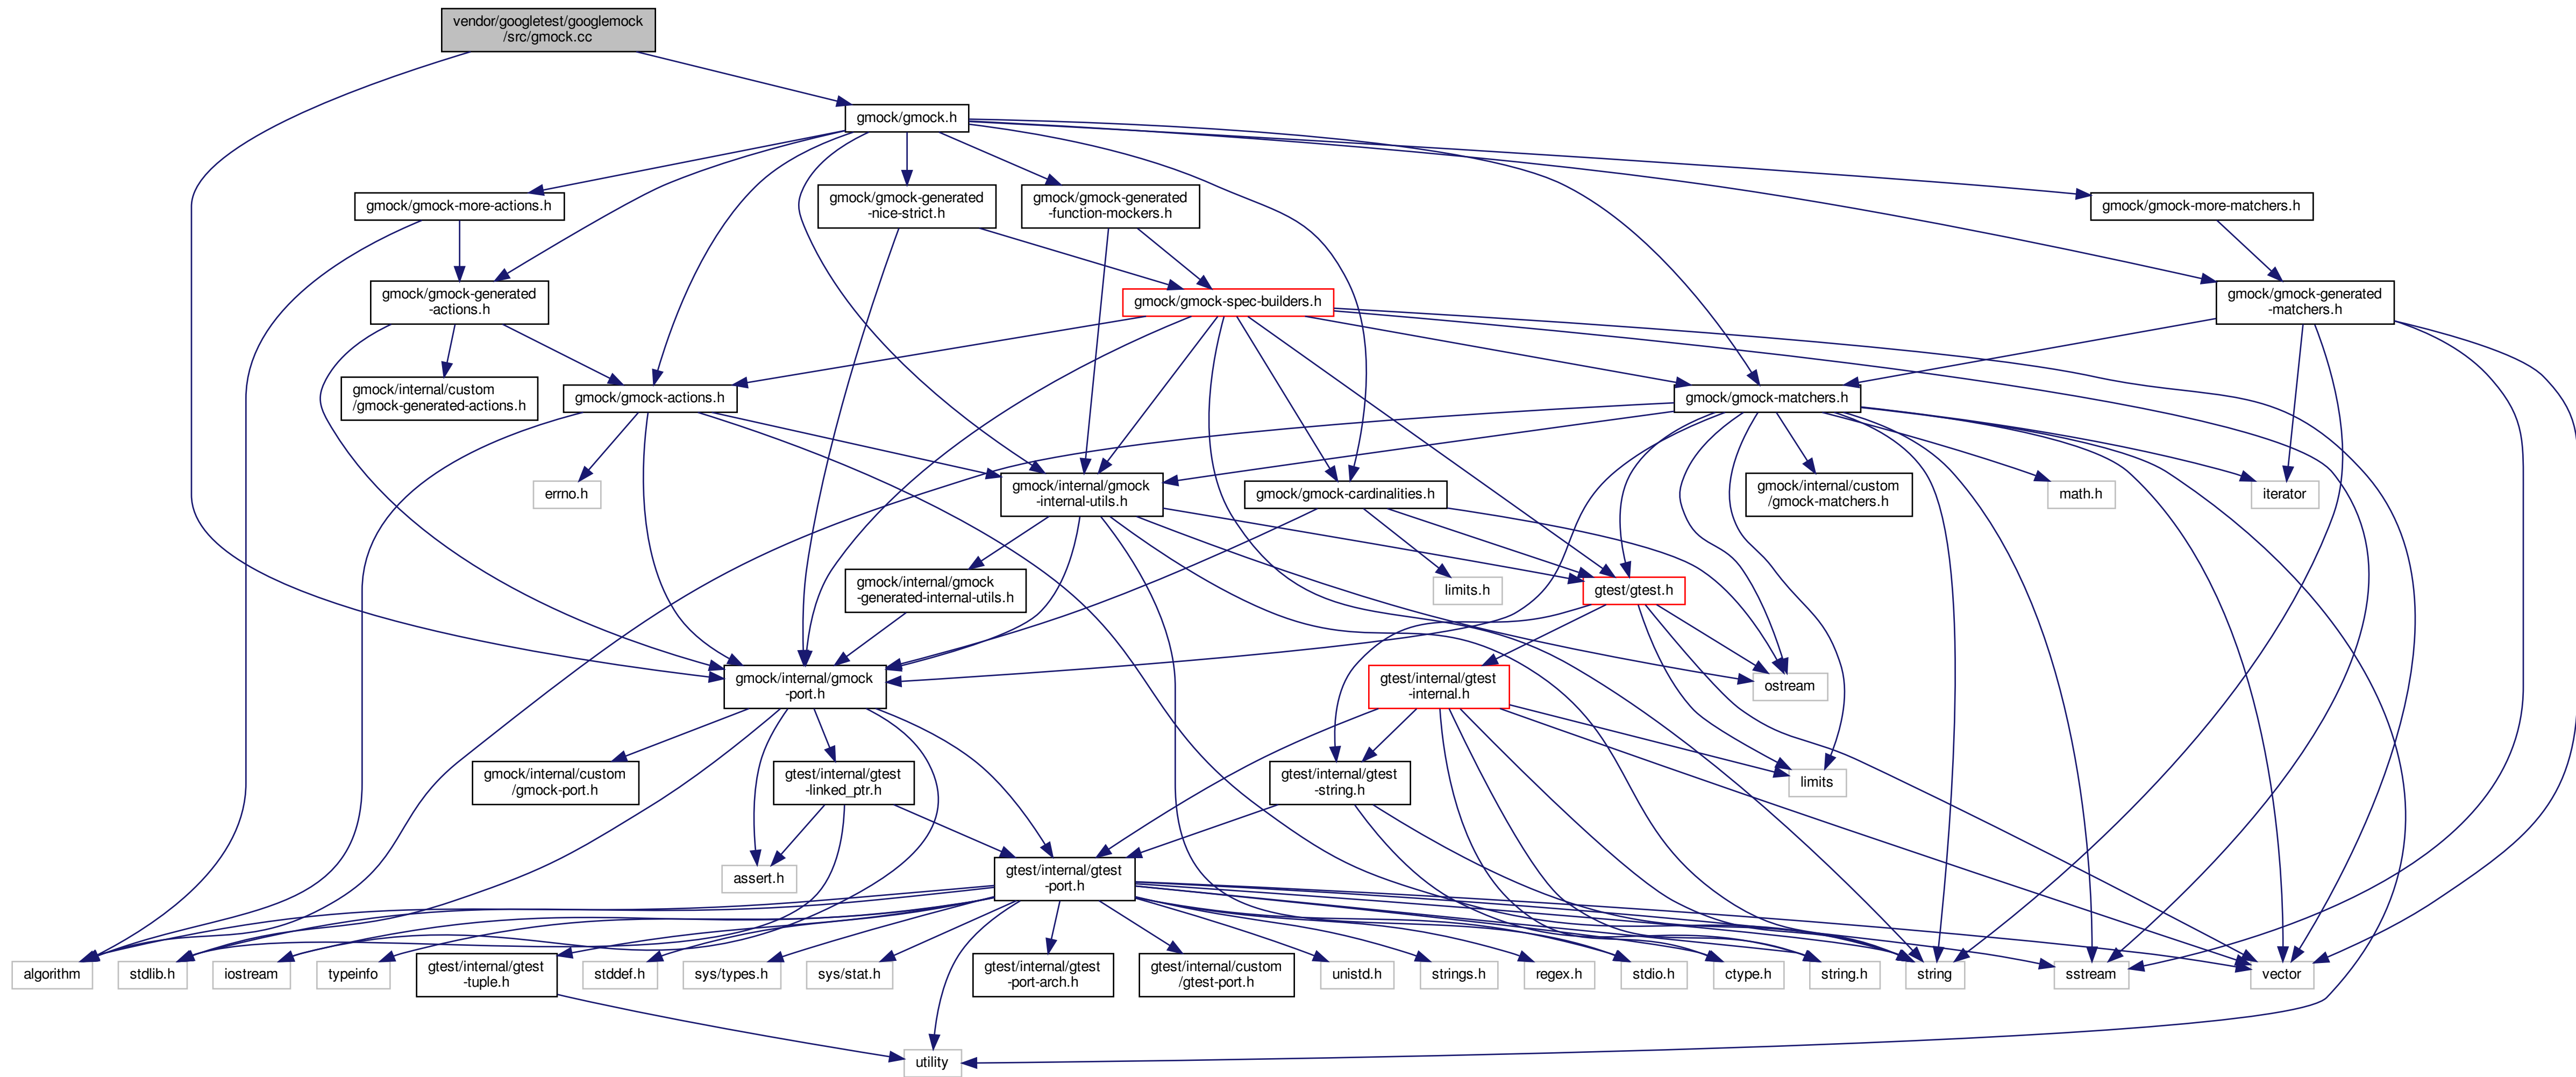 vendor/googletest/googlemock
/src/gmock.cc
gmock/gmock.h
gmock/gmock-more-actions.h
gmock/gmock-generated
-nice-strict.h
gmock/gmock-generated
-function-mockers.h
gmock/gmock-more-matchers.h
gmock/gmock-generated
-actions.h
gmock/gmock-spec-builders.h
gmock/gmock-generated
-matchers.h
gmock/internal/custom
/gmock-generated-actions.h
gmock/gmock-actions.h
gmock/gmock-matchers.h
errno.h
gmock/internal/gmock
-internal-utils.h
gmock/gmock-cardinalities.h
gmock/internal/custom
/gmock-matchers.h
math.h
iterator
gmock/internal/gmock
-generated-internal-utils.h
limits.h
gtest/gtest.h
gmock/internal/gmock
-port.h
gtest/internal/gtest
-internal.h
ostream
gmock/internal/custom
/gmock-port.h
gtest/internal/gtest
-linked_ptr.h
gtest/internal/gtest
-string.h
limits
assert.h
gtest/internal/gtest
-port.h
algorithm
stdlib.h
iostream
typeinfo
gtest/internal/gtest
-tuple.h
stddef.h
sys/types.h
sys/stat.h
gtest/internal/gtest
-port-arch.h
gtest/internal/custom
/gtest-port.h
unistd.h
strings.h
regex.h
stdio.h
ctype.h
string.h
string
sstream
vector
utility